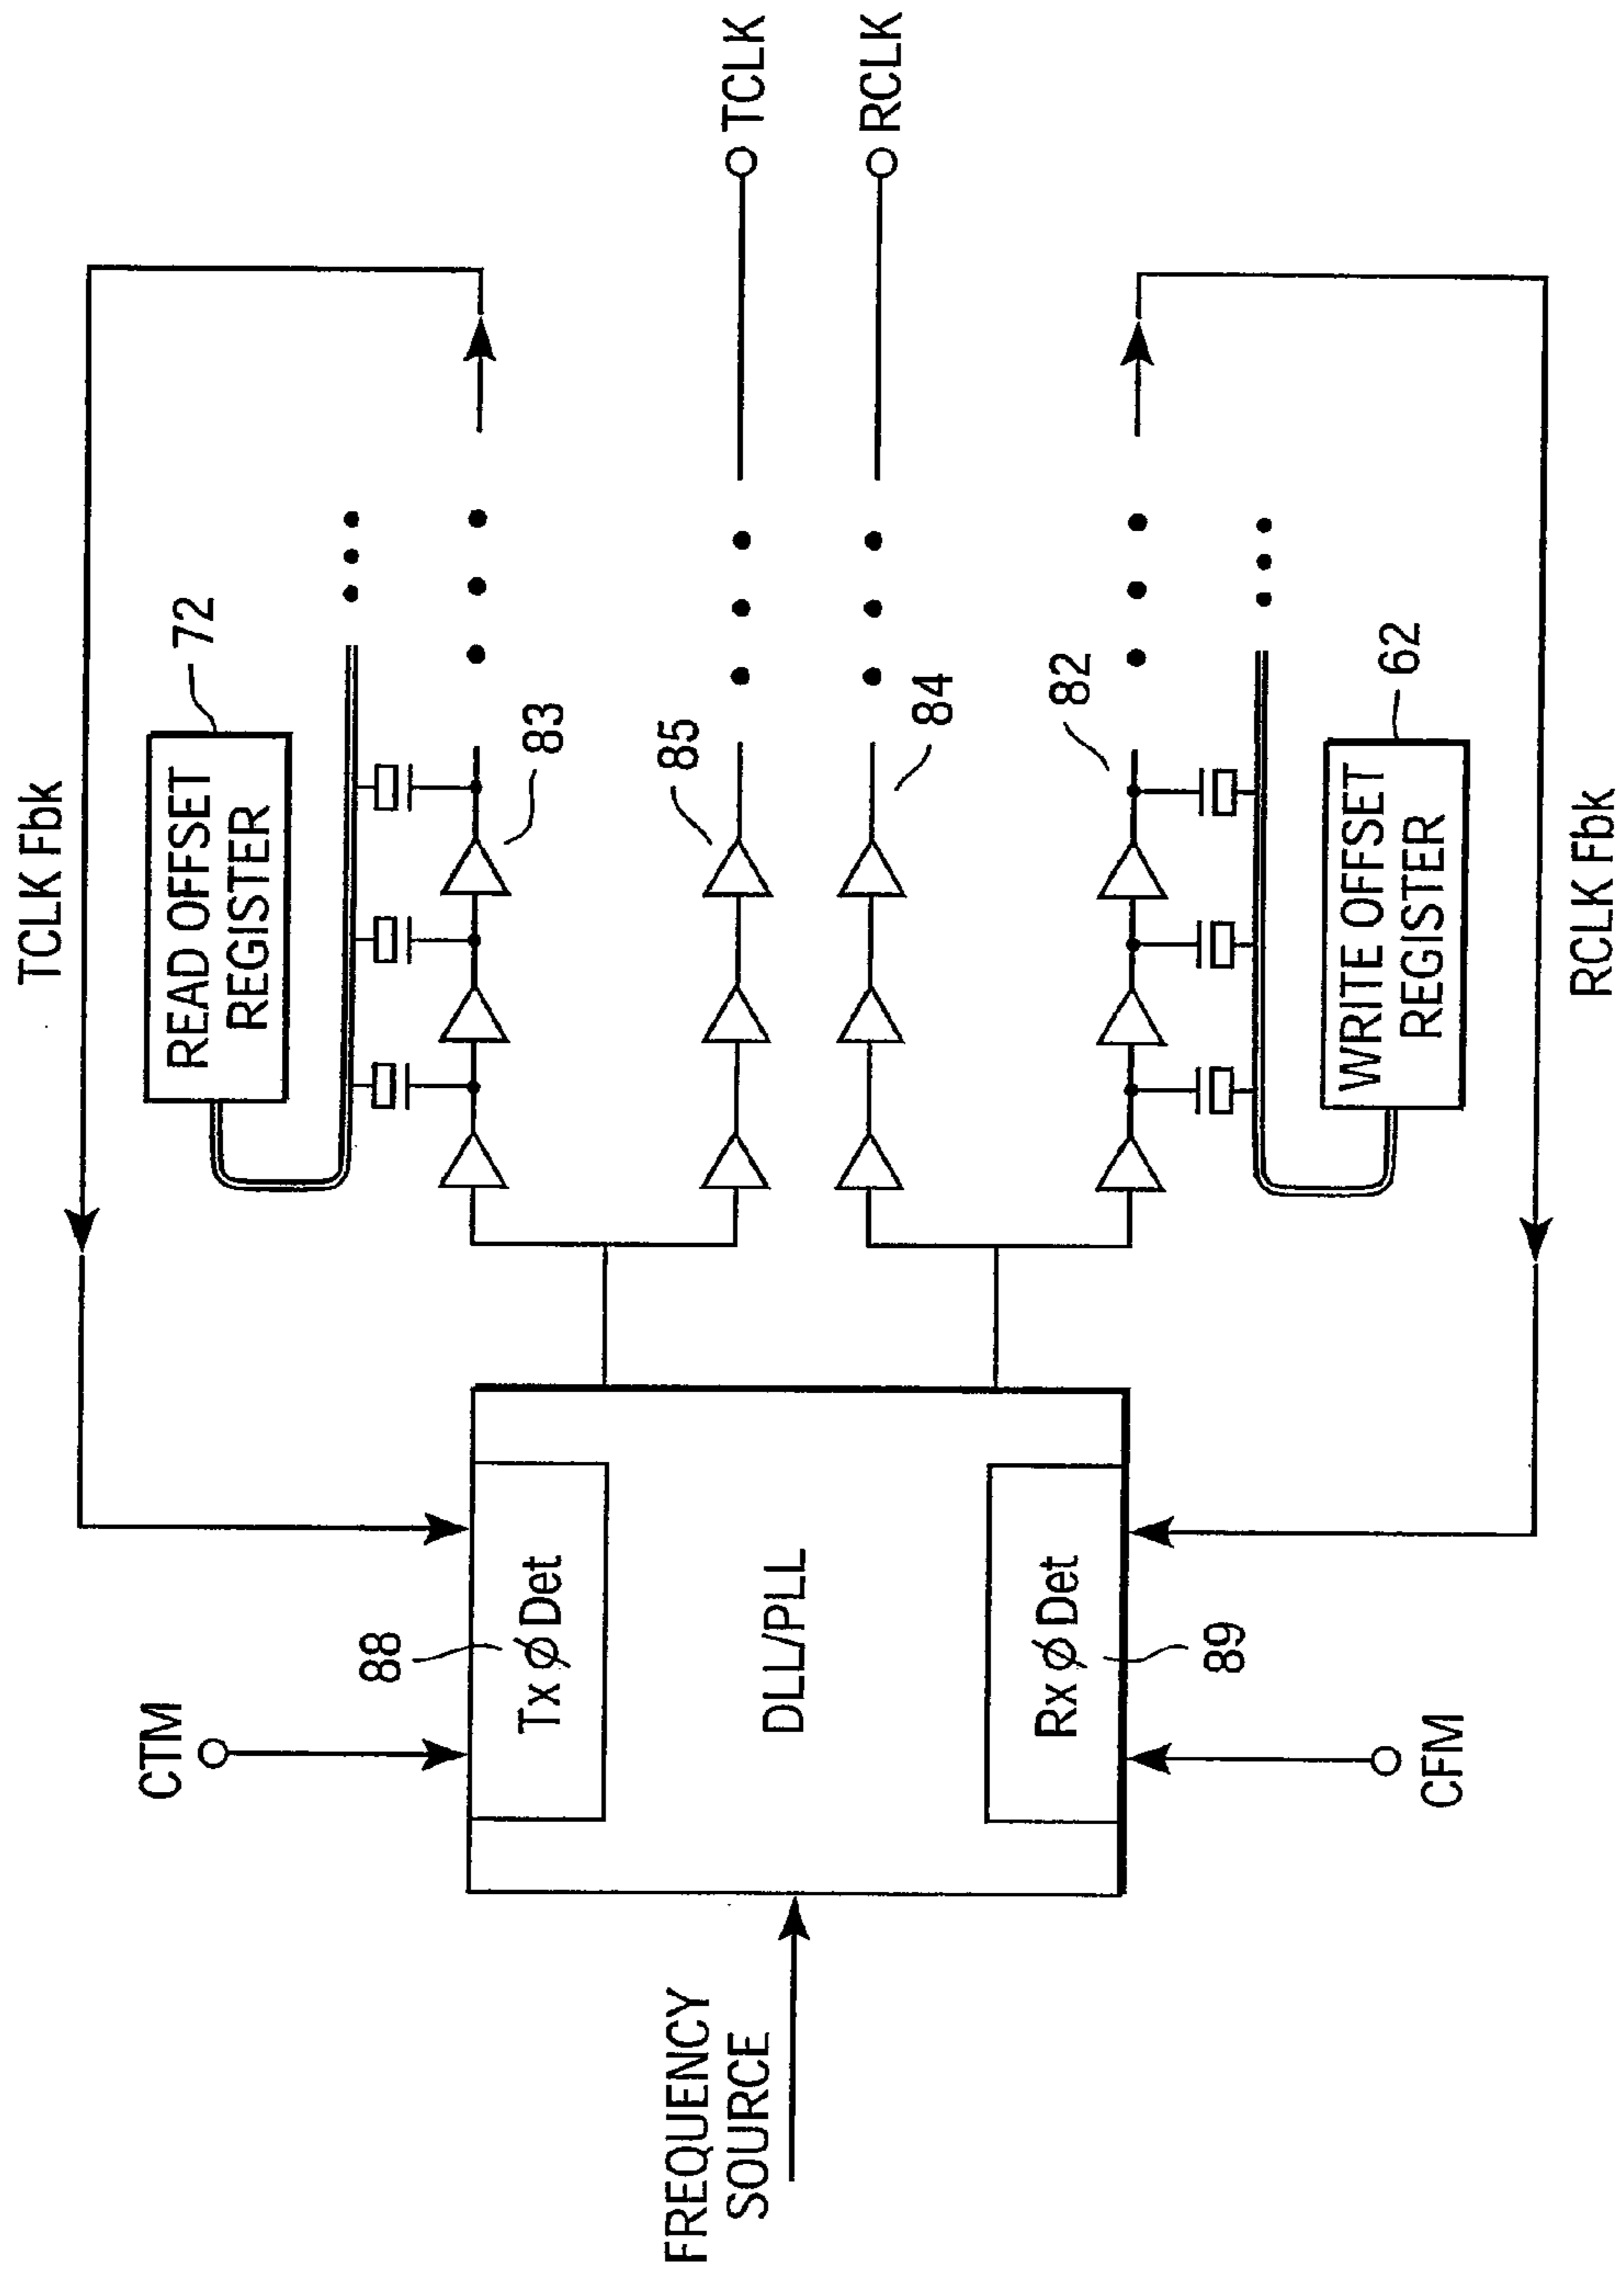 TCLK Fbk
READ OFFSET
REGISTER
72
83
CTM
88
Tx ϕ Det
85
TCLK
FREQUENCY
SOURCE
DLL/PLL
84
RCLK
Rx ϕ Det
89
CFM
82
WRITE OFFSET
REGISTER
62
RCLK Fbk